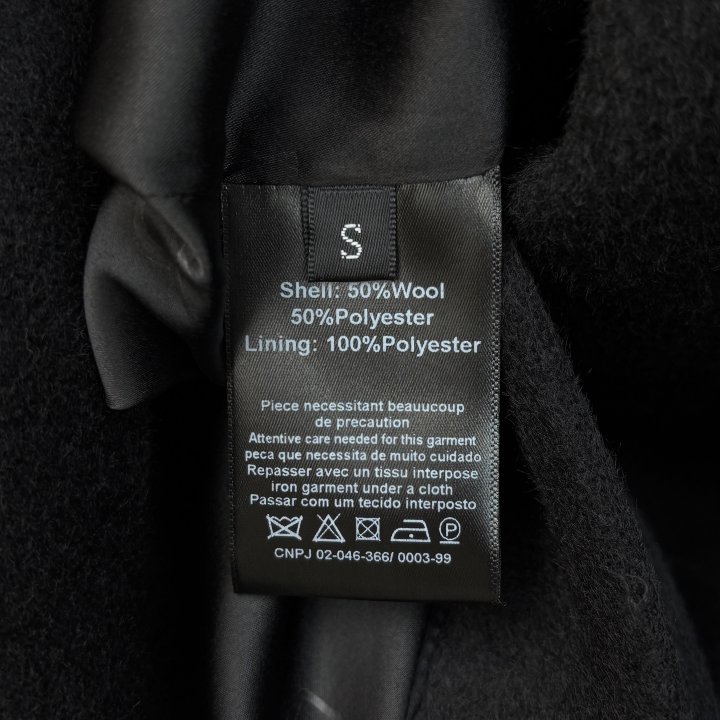 S
Shell: 50%Wool
50%Polyester
Lining: 100%Polyester
Piece necessitant beauucoup
de precaution
Attentive care needed for this garment
peca que necessita de muito cuidado
Repasser avec un tissu interpose
iron garment under a cloth
Passar com um tecido interposto
P
CNPJ 02-046-366/ 0003-99